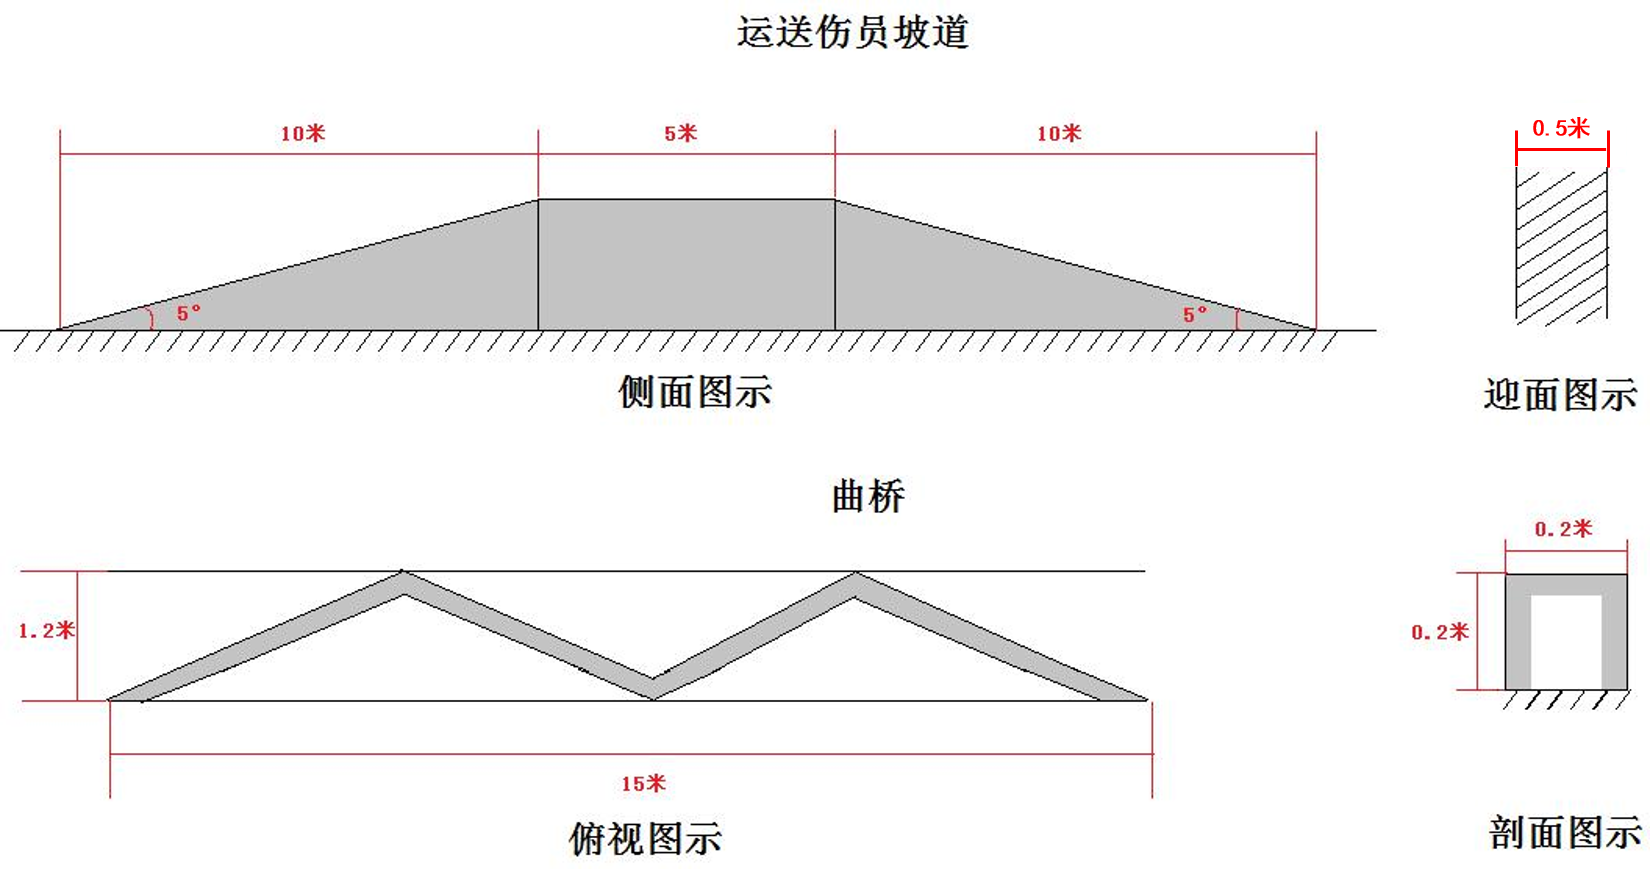 运送伤员坡道
10米
5米
10米
0.5米
5°
5°
侧面图示
迎面图示
曲桥
0.2米
1.2米
0.2米
15米
俯视图示
剖面图示